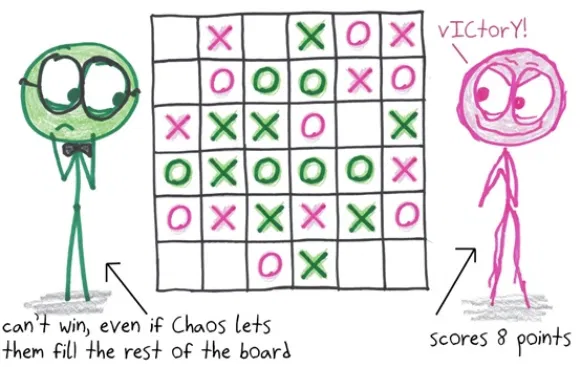 X X O X
vICtorY!
O O O X O
X X X O X
O X O O O X
O X X X X O
O X
can't win, even if Chaos lets
them fill the rest of the board
scores 8 points